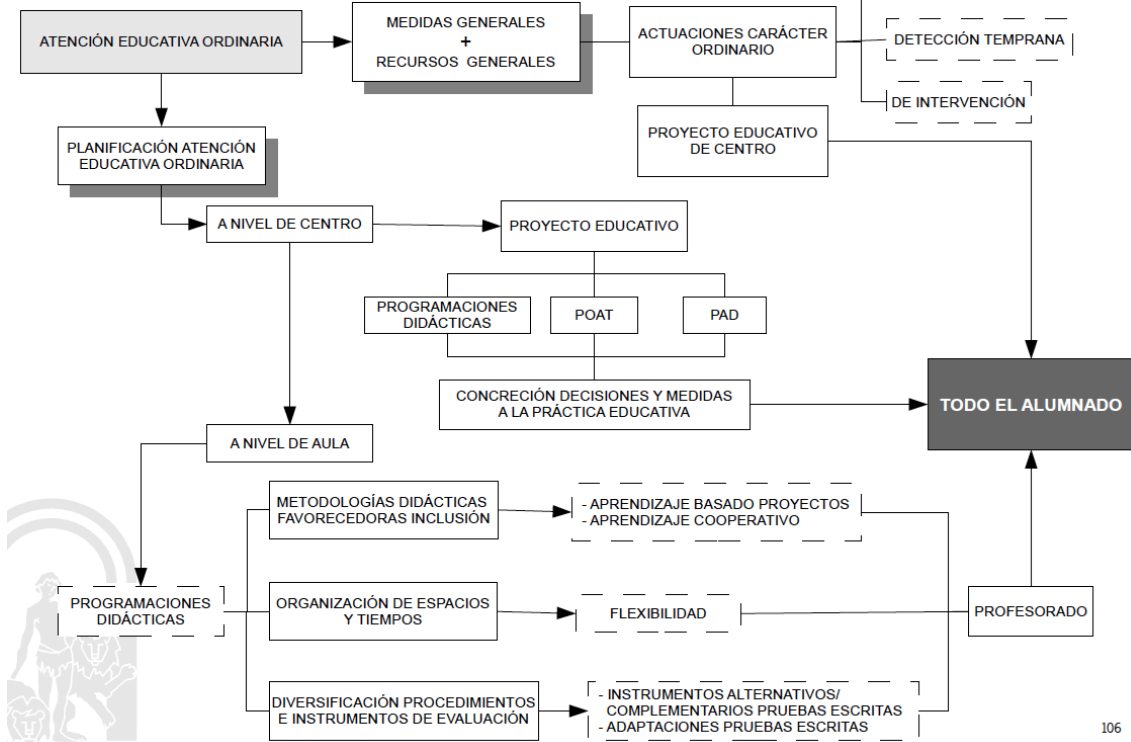 ATENCIÓN EDUCATIVA ORDINARIA
MEDIDAS GENERALES
+
RECURSOS GENERALES
ACTUACIONES CARÁCTER
ORDINARIO
DETECCIÓN TEMPRANA
DE INTERVENCIÓN
PLANIFICACIÓN ATENCIÓN
EDUCATIVA ORDINARIA
PROYECTO EDUCATIVO
DE CENTRO
A NIVEL DE CENTRO
PROYECTO EDUCATIVO
PROGRAMACIONES
DIDÁCTICAS
POAT
PAD
CONCRECIÓN DECISIONES Y MEDIDAS
A LA PRÁCTICA EDUCATIVA
TODO EL ALUMNADO
A NIVEL DE AULA
METODOLOGÍAS DIDÁCTICAS
FAVORECEDORAS INCLUSIÓN
- APRENDIZAJE BASADO PROYECTOS
- APRENDIZAJE COOPERATIVO
PROGRAMACIONES
DIDÁCTICAS
ORGANIZACIÓN DE ESPACIOS
Y TIEMPOS
FLEXIBILIDAD
PROFESORADO
DIVERSIFICACIÓN PROCEDIMIENTOS
E INSTRUMENTOS DE EVALUACIÓN
- INSTRUMENTOS ALTERNATIVOS/
COMPLEMENTARIOS PRUEBAS ESCRITAS
- ADAPTACIONES PRUEBAS ESCRITAS
106